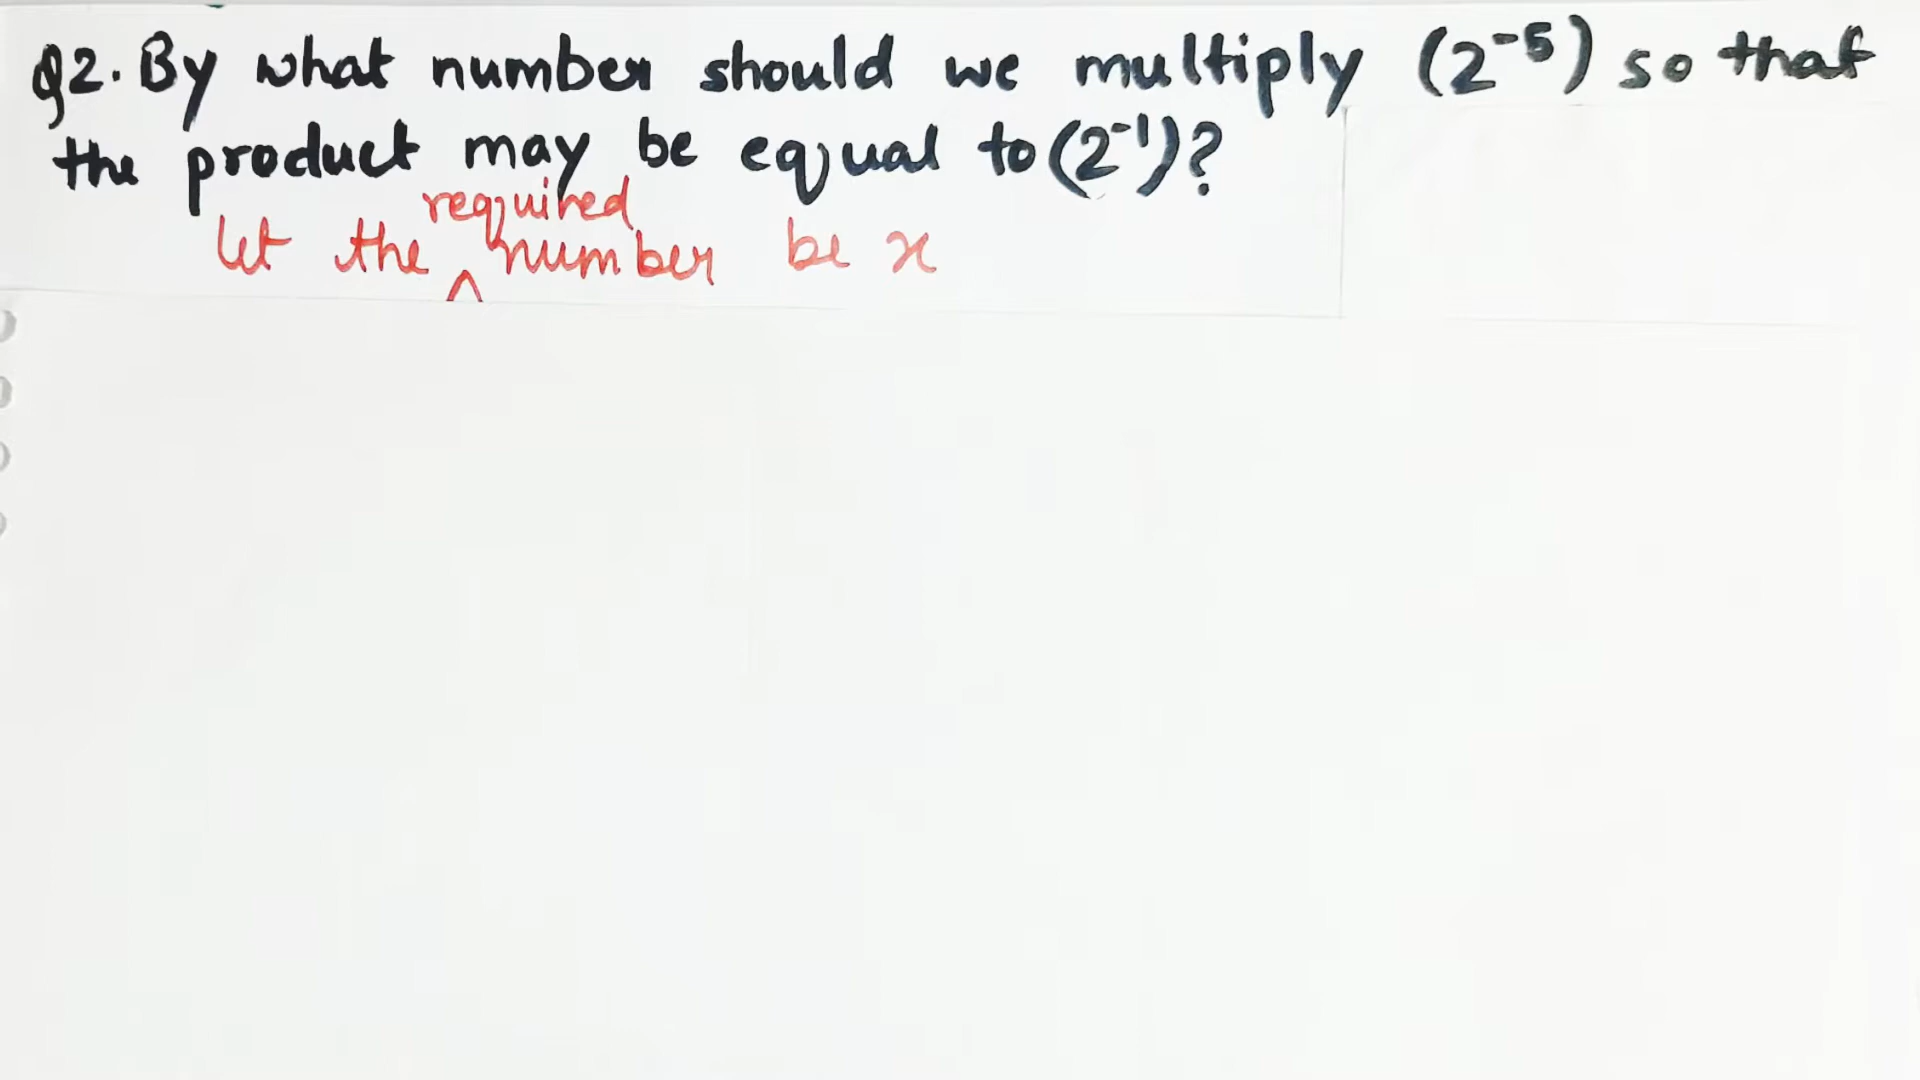 Q2. By what number should we multiply (2⁻⁵) so that
the product may be equal to (2⁻¹)?
let the required number be x